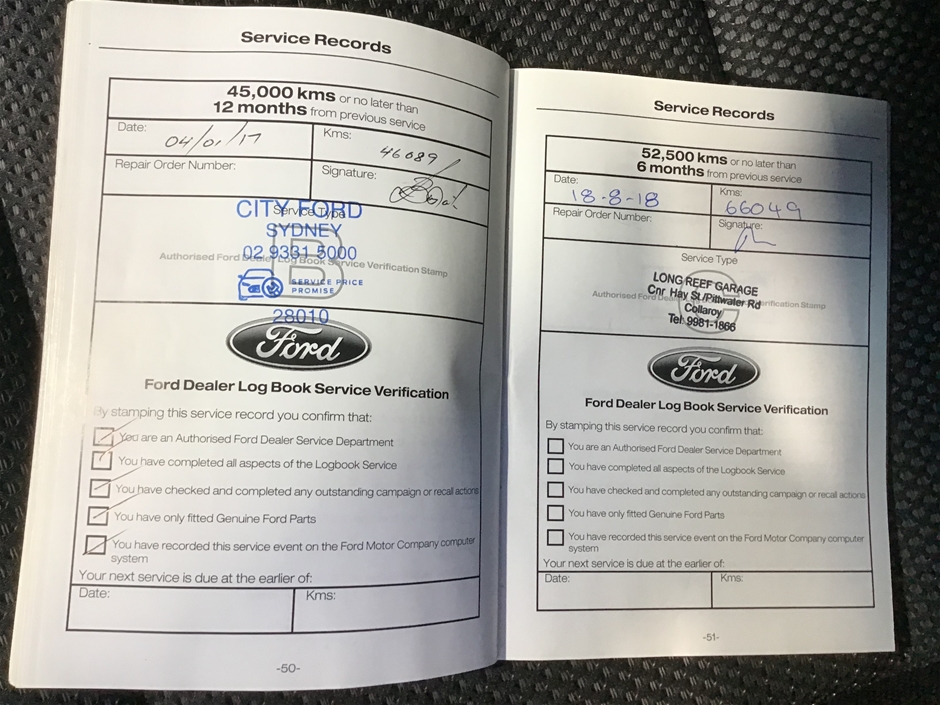 Service Records
45,000 kms or no later than
12 months from previous service
Date:
04/01/17
Kms:
46089
Repair Order Number:
Signature:
Service Type
CITY FORD
SYDNEY
02 9331 5000
B
Authorised Ford Dealer Log Book Service Verification Stamp
SERVICE PRICE
PROMISE
28010
Ford
Ford Dealer Log Book Service Verification
By stamping this service record you confirm that:
You are an Authorised Ford Dealer Service Department
You have completed all aspects of the Logbook Service
You have checked and completed any outstanding campaign or recall actions
You have only fitted Genuine Ford Parts
You have recorded this service event on the Ford Motor Company computer
system
Your next service is due at the earlier of:
Date:
Kms:
-50-
Service Records
52,500 kms or no later than
6 months from previous service
Date:
18-8-18
Kms:
66049
Repair Order Number:
Signature:
Service Type
LONG REEF GARAGE
Cnr Hay St/Pittwater Rd
Collaroy
Tel: 9981-1866
C
Authorised Ford Dealer Verification Stamp
Ford
Ford Dealer Log Book Service Verification
By stamping this service record you confirm that:
You are an Authorised Ford Dealer Service Department
You have completed all aspects of the Logbook Service
You have checked and completed any outstanding campaign or recall actions
You have only fitted Genuine Ford Parts
You have recorded this service event on the Ford Motor Company computer
system
Your next service is due at the earlier of:
Date:
Kms:
-51-